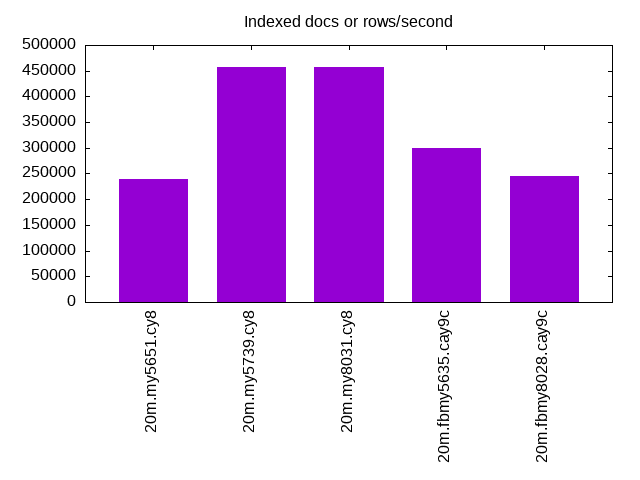 Indexed docs or rows/second
500000
450000
400000
350000
300000
250000
200000
150000
100000
50000
0
20m.my5651.cy8
20m.my5739.cy8
20m.my8031.cy8
20m.fbmy5635.cay9c
20m.fbmy8028.cay9c